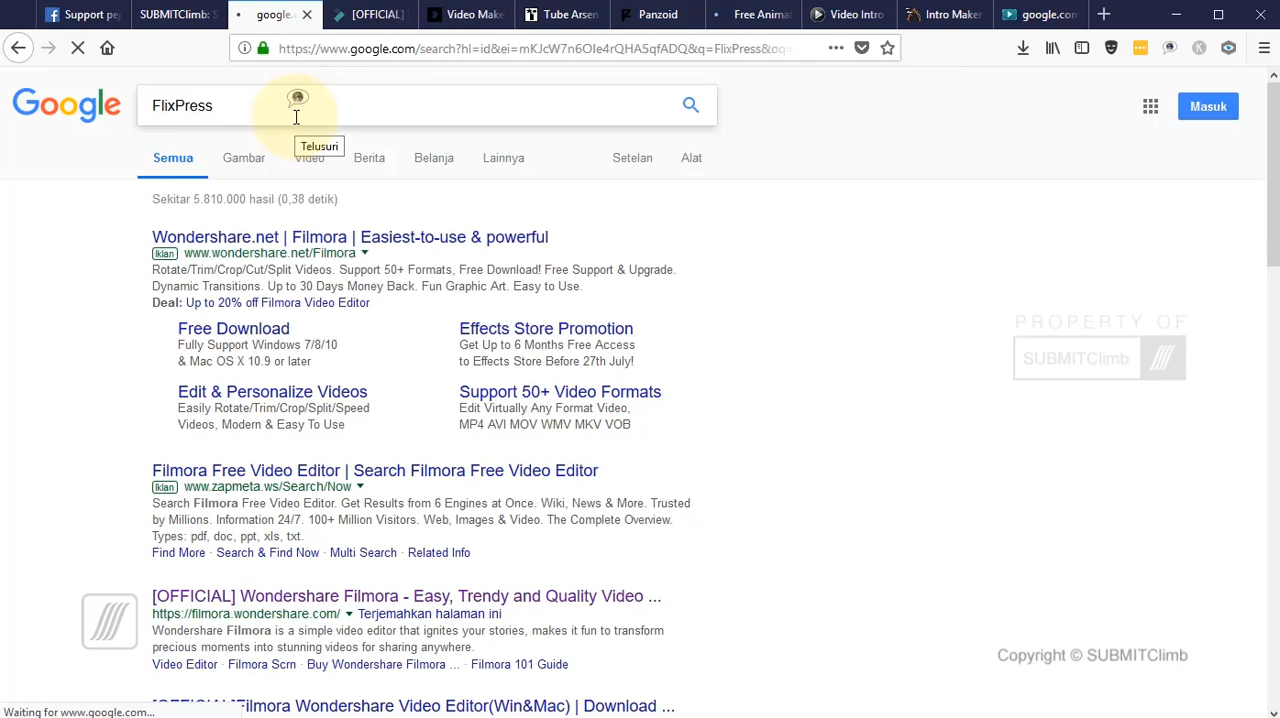 Support pe
SUBMITClimb: S
google.c
[OFFICIAL]
Video Make
Tube Arsen
Panzoid
Free Animat
Video Intro
Intro Maker
google.com
https://www.google.com/search?hl=id&ei=mKJcW7n6OIe4rQHA5qfADQ&q=FlixPress&oq=
Google
FlixPress
Masuk
Telusuri
Semua
Gambar
Video
Berita
Belanja
Lainnya
Setelan
Alat
Sekitar 5.810.000 hasil (0,38 detik)
Wondershare.net | Filmora | Easiest-to-use & powerful
Iklan www.wondershare.net/Filmora
Rotate/Trim/Crop/Cut/Split Videos. Support 50+ Formats, Free Download! Free Support & Upgrade.
Dynamic Transitions. Up to 30 Days Money Back. Fun Graphic Art. Easy to Use.
Deal: Up to 20% off Filmora Video Editor
Free Download
Fully Support Windows 7/8/10
& Mac OS X 10.9 or later
Effects Store Promotion
Get Up to 6 Months Free Access
to Effects Store Before 27th July!
Edit & Personalize Videos
Easily Rotate/Trim/Crop/Split/Speed
Videos, Modern & Easy To Use
Support 50+ Video Formats
Edit Virtually Any Format Video,
MP4 AVI MOV WMV MKV VOB
PROPERTY OF
SUBMITClimb
Filmora Free Video Editor | Search Filmora Free Video Editor
Iklan www.zapmeta.ws/Search/Now
Search Filmora Free Video Editor. Get Results from 6 Engines at Once. Wiki, News & More. Trusted
by Millions. Information 24/7. 100+ Million Visitors. Web, Images & Video. The Complete Overview.
Types: pdf, doc, ppt, xls, txt.
Find More · Search & Find Now · Multi Search · Related Info
[OFFICIAL] Wondershare Filmora - Easy, Trendy and Quality Video ...
https://filmora.wondershare.com/ Terjemahkan halaman ini
Wondershare Filmora is a simple video editor that ignites your stories, makes it fun to transform
precious moments into stunning videos for sharing anywhere.
Video Editor · Filmora Scrn · Buy Wondershare Filmora ... · Filmora 101 Guide
Copyright © SUBMITClimb
[OFFICIAL]Filmora Wondershare Video Editor(Win&Mac) | Download ...
Waiting for www.google.com...